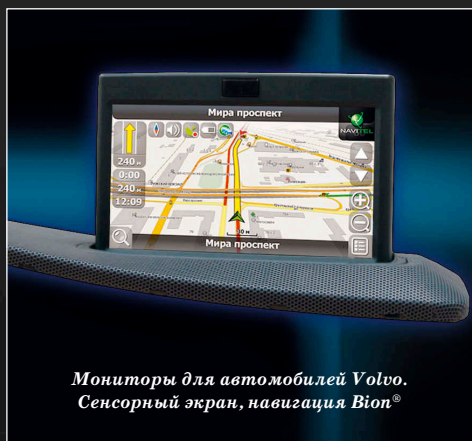 Мира проспект
NAVITEL
240 м
0:00
240 м
12:09
Мира проспект
Мониторы для автомобилей Volvo.
Сенсорный экран, навигация Bion®